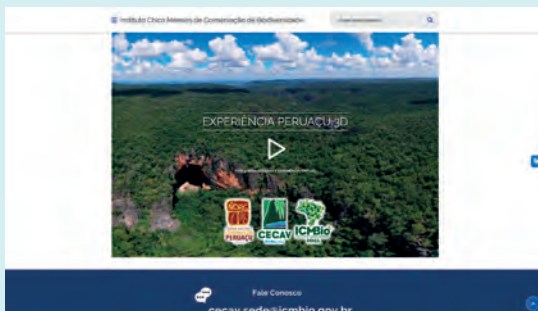 Instituto Chico Mendes de Conservação da Biodiversidade
EXPERIÊNCIA PERUAÇU 3D
PERUAÇU
CECAV
ICMBio
Fale Conosco
cecav.sede@icmbio.gov.br